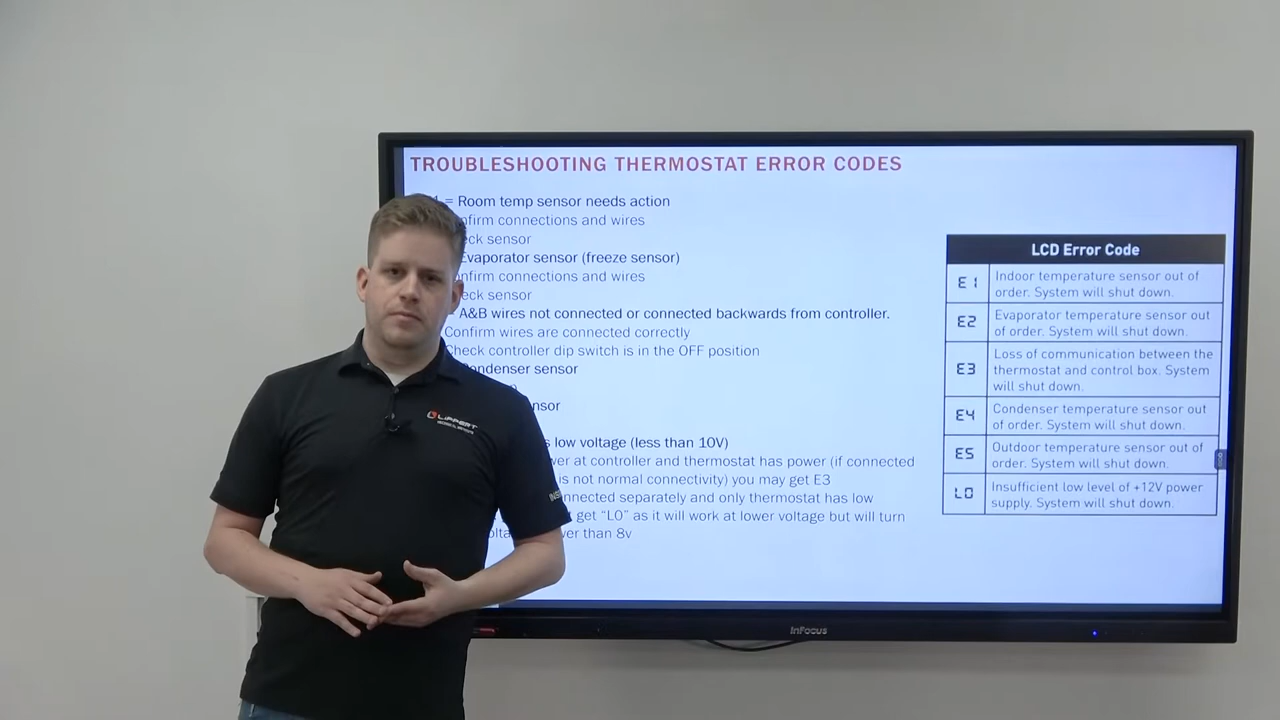 TROUBLESHOOTING THERMOSTAT ERROR CODES
= Room temp sensor needs action
nfirm connections and wires
eck sensor
Evaporator sensor (freeze sensor)
nfirm connections and wires
eck sensor
A&B wires not connected or connected backwards from controller.
Confirm wires are connected correctly
Check controller dip switch is in the OFF position
ondenser sensor
nsor
s low voltage (less than 10V)
wer at controller and thermostat has power (if connected
is not normal connectivity) you may get E3
nnected separately and only thermostat has low
get "L0" as it will work at lower voltage but will turn
olta
ver than 8v
LCD Error Code
E1 Indoor temperature sensor out of
order. System will shut down.
E2 Evaporator temperature sensor out
of order. System will shut down.
E3 Loss of communication between the
thermostat and control box. System
will shut down.
E4 Condenser temperature sensor out
of order. System will shut down.
E5 Outdoor temperature sensor out of
order. System will shut down.
L0 Insufficient low level of +12V power
supply. System will shut down.
LIPPERT
InFocus